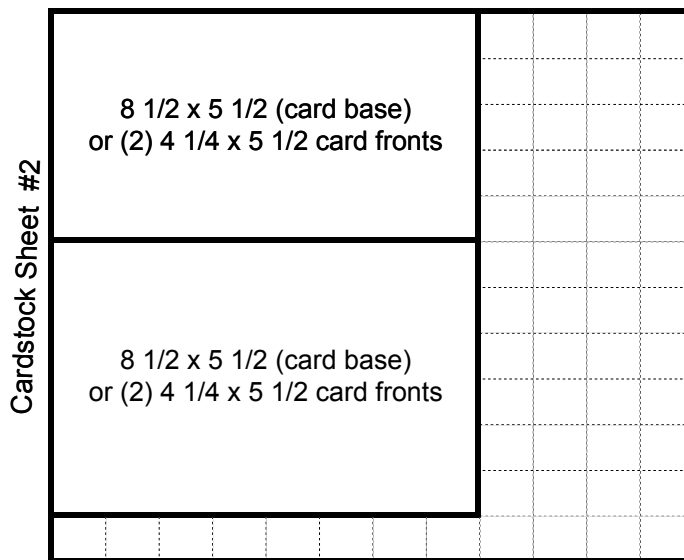 Cardstock Sheet #2
8 1/2 x 5 1/2 (card base)
or (2) 4 1/4 x 5 1/2 card fronts
8 1/2 x 5 1/2 (card base)
or (2) 4 1/4 x 5 1/2 card fronts